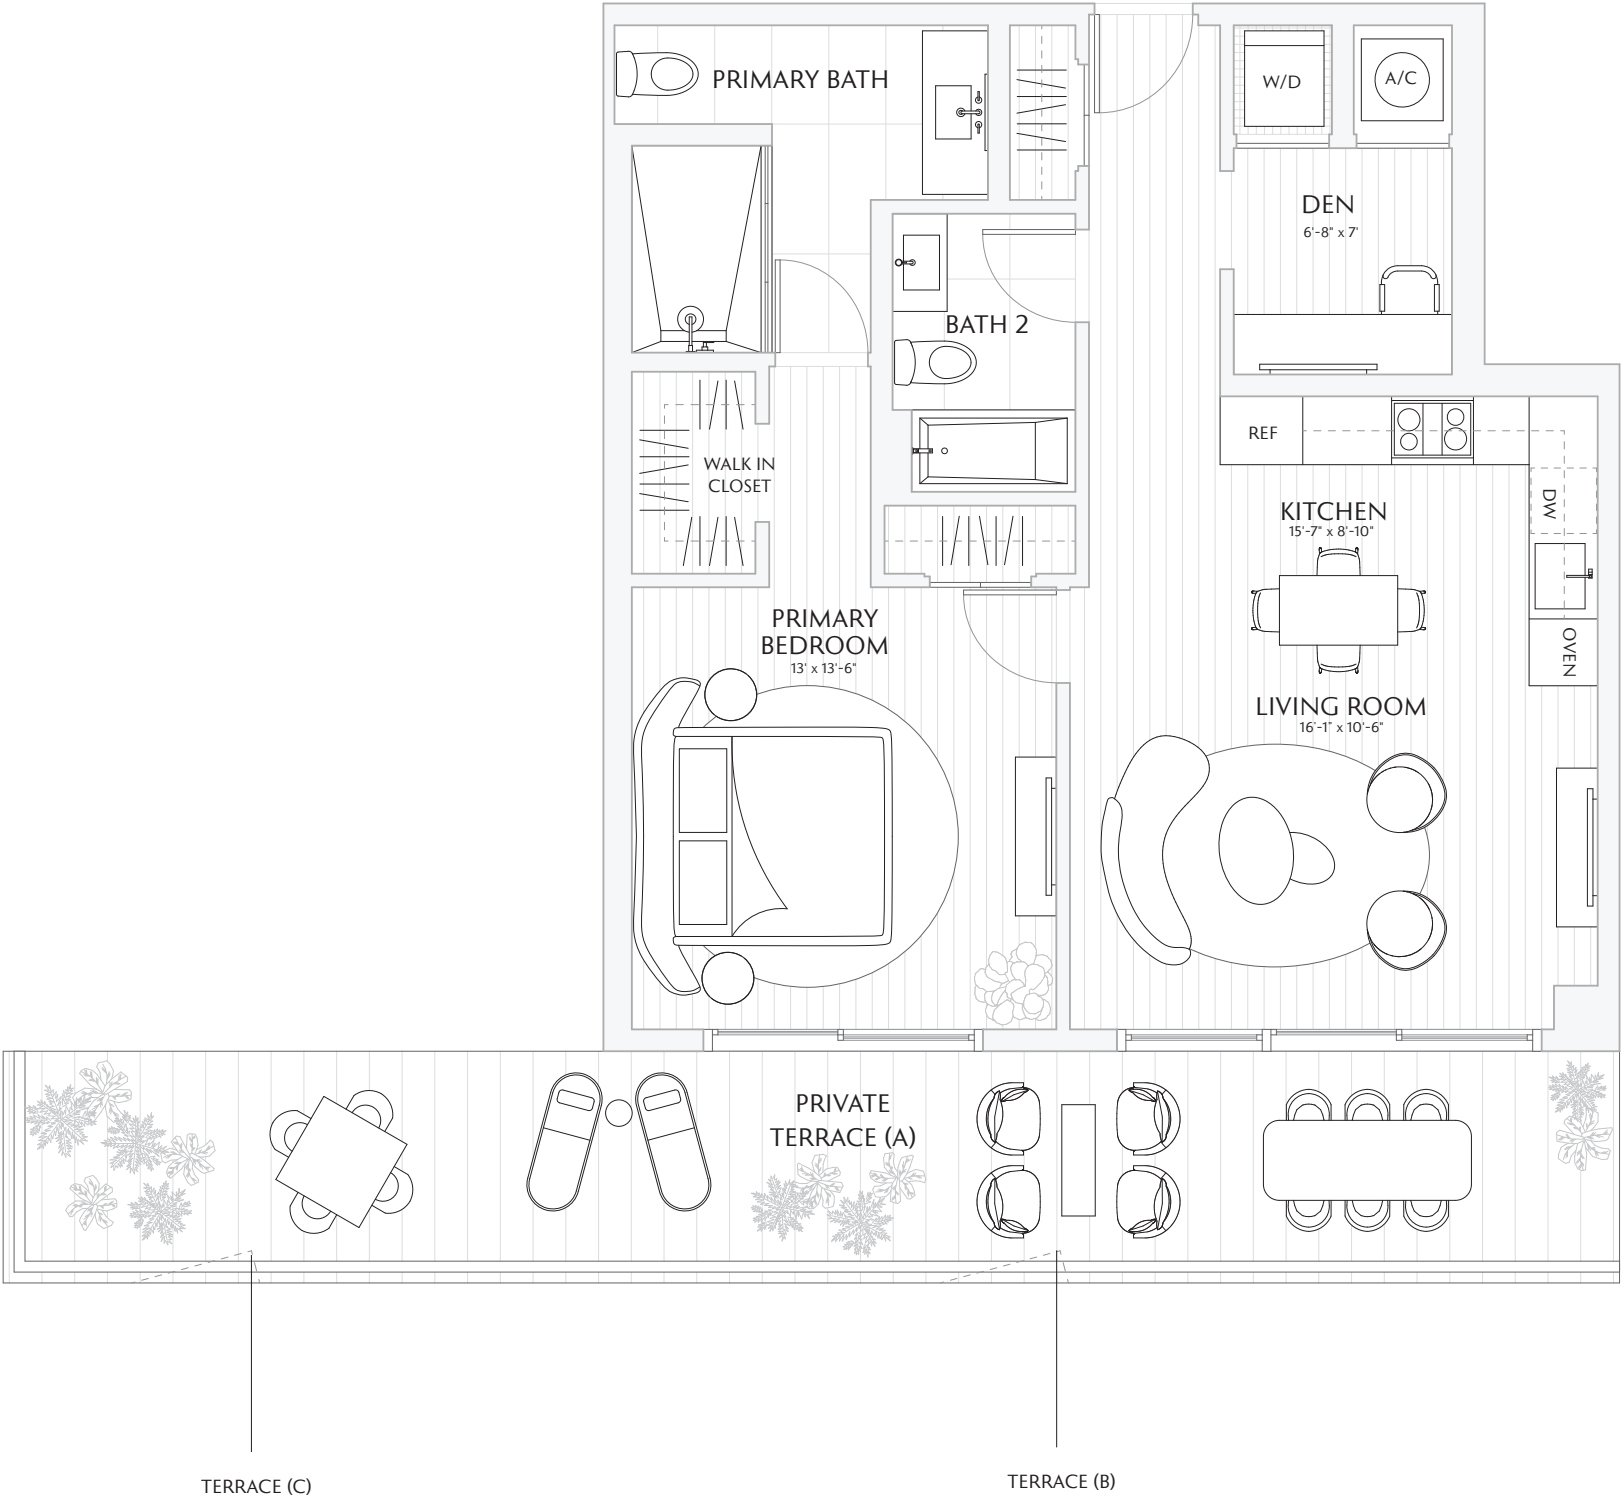 PRIMARY BATH
W/D
A/C
DEN
6'-8" x 7'
BATH 2
REF
WALK IN
CLOSET
DW
KITCHEN
15'-7" x 8'-10"
OVEN
PRIMARY
BEDROOM
13' x 13'-6"
LIVING ROOM
16'-1" x 10'-6"
PRIVATE
TERRACE (A)
TERRACE (C)
TERRACE (B)